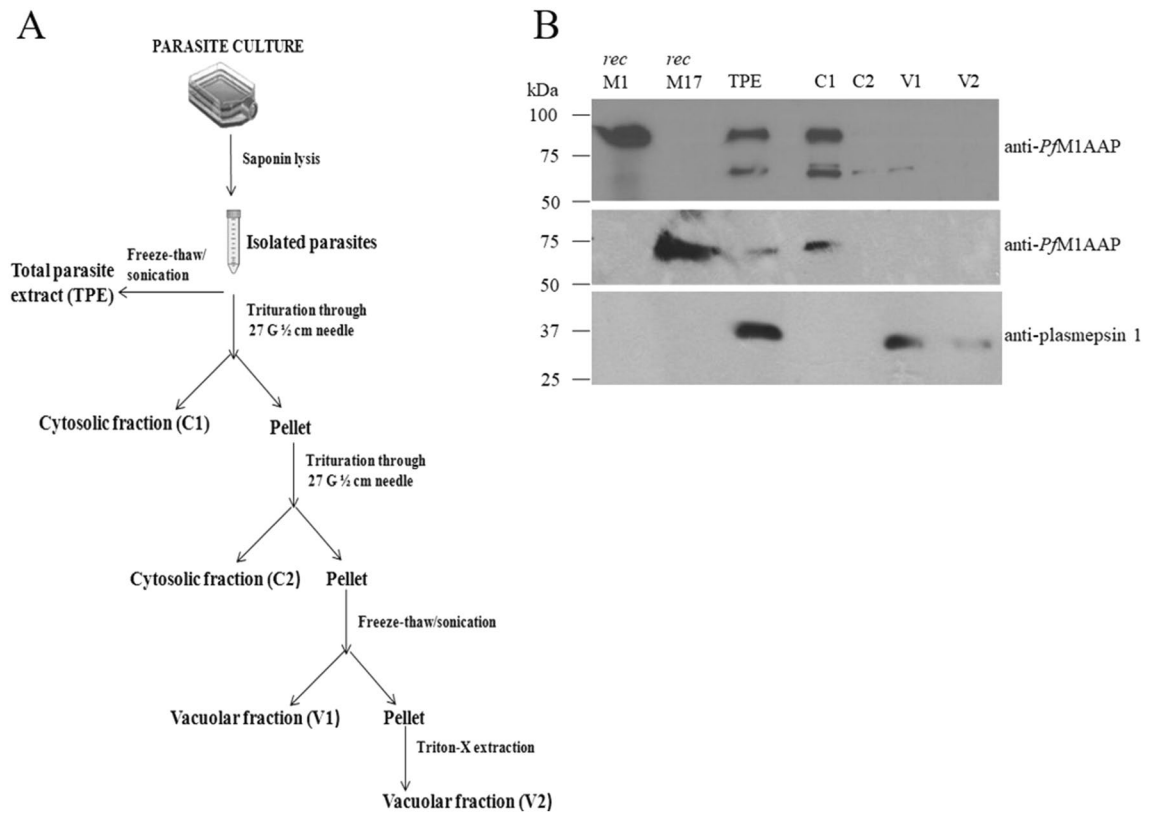 A
PARASITE CULTURE
Saponin lysis
Isolated parasites
Freeze-thaw/
sonication
Total parasite
extract (TPE)
Trituration through
27 G ½ cm needle
Cytosolic fraction (C1)
Pellet
Trituration through
27 G ½ cm needle
Cytosolic fraction (C2)
Pellet
Freeze-thaw/sonication
Vacuolar fraction (V1)
Pellet
Triton-X extraction
Vacuolar fraction (V2)
B
rec rec
kDa M1 M17 TPE C1 C2 V1 V2
100
75
50
anti-PfM1AAP
75
50
anti-PfM1AAP
37
25
anti-plasmepsin 1